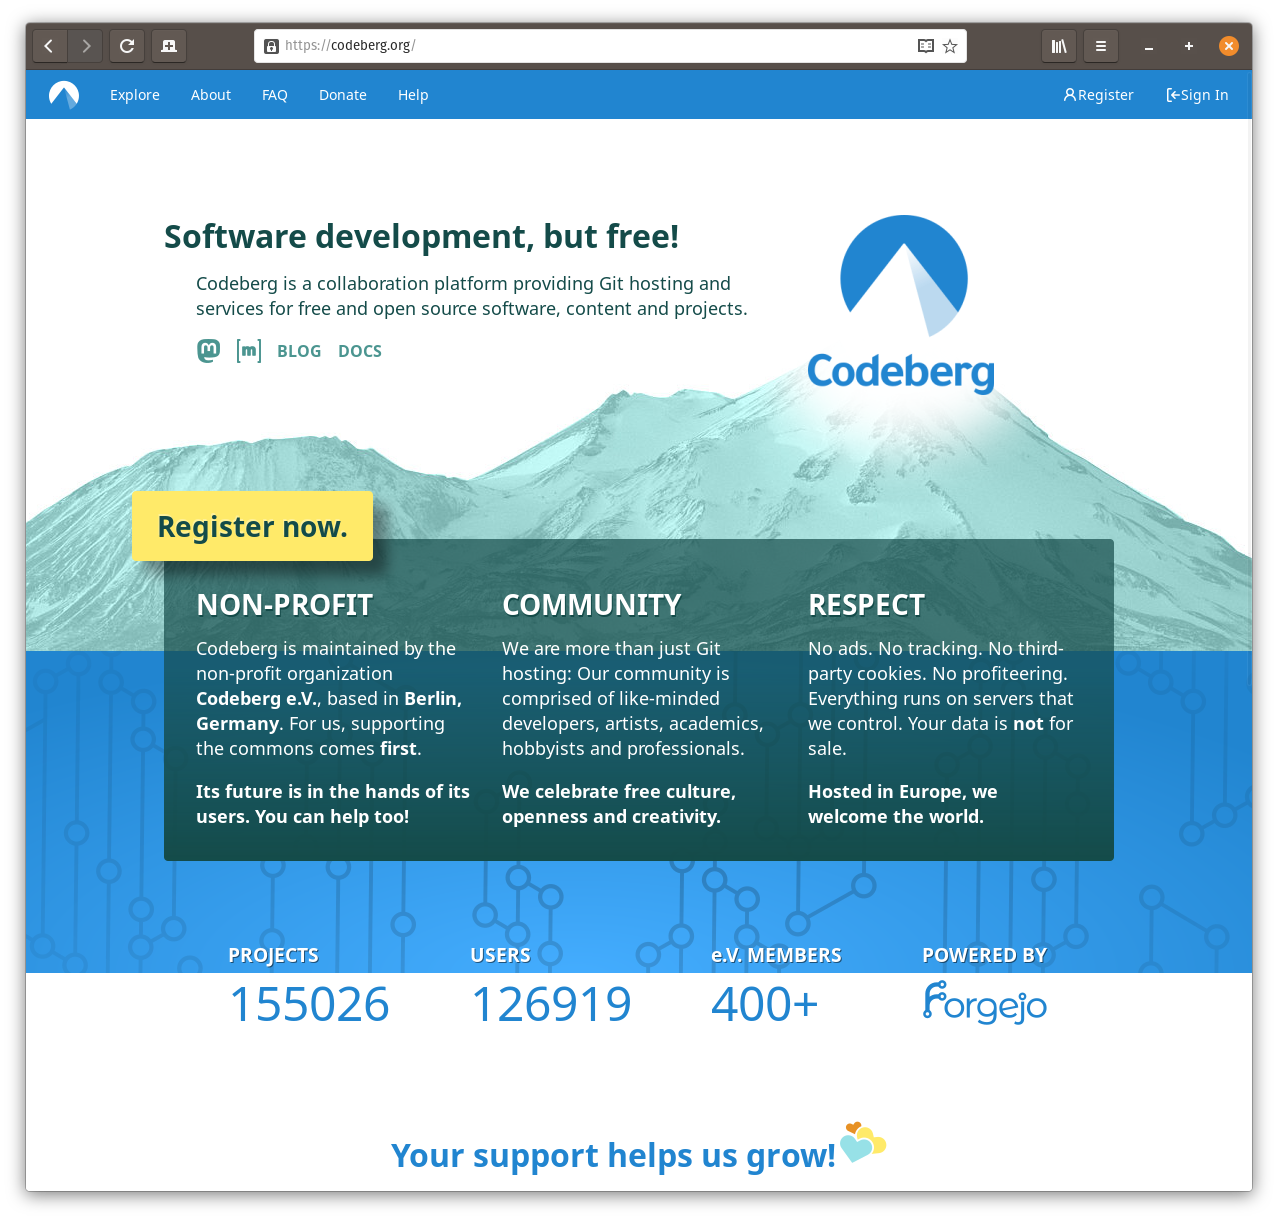 https://codeberg.org/
Explore About FAQ Donate Help Register Sign In
Software development, but free!
Codeberg is a collaboration platform providing Git hosting and
services for free and open source software, content and projects.
[m] BLOG DOCS
Codeberg
Register now.
NON-PROFIT
Codeberg is maintained by the
non-profit organization
Codeberg e.V., based in Berlin,
Germany. For us, supporting
the commons comes first.
Its future is in the hands of its
users. You can help too!
COMMUNITY
We are more than just Git
hosting: Our community is
comprised of like-minded
developers, artists, academics,
hobbyists and professionals.
We celebrate free culture,
openness and creativity.
RESPECT
No ads. No tracking. No third-
party cookies. No profiteering.
Everything runs on servers that
we control. Your data is not for
sale.
Hosted in Europe, we
welcome the world.
PROJECTS
155026
USERS
126919
e.V. MEMBERS
400+
POWERED BY
Forgejo
Your support helps us grow!